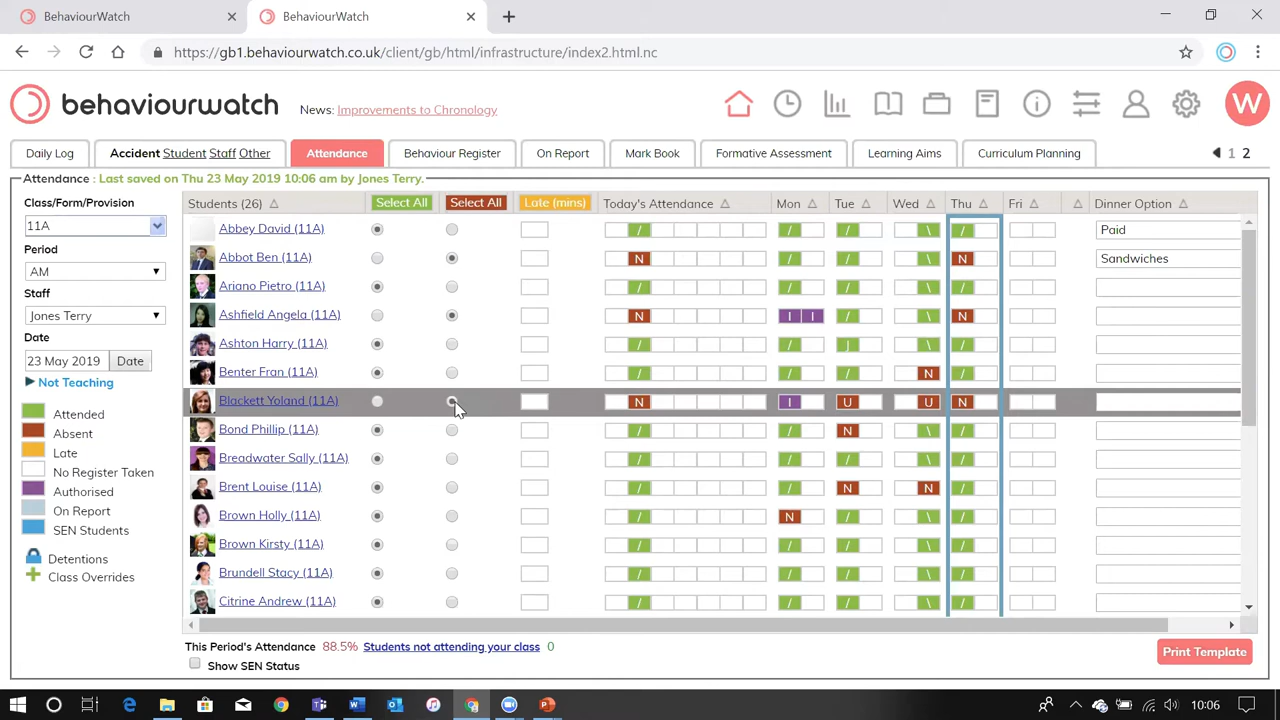 BehaviourWatch
BehaviourWatch
https://gb1.behaviourwatch.co.uk/client/gb/html/infrastructure/index2.html.nc
behaviourwatch
News: Improvements to Chronology
W
Daily Log
Accident Student Staff Other
Attendance
Behaviour Register
On Report
Mark Book
Formative Assessment
Learning Aims
Curriculum Planning
1 2
Attendance : Last saved on Thu 23 May 2019 10:06 am by Jones Terry.
Class/Form/Provision
11A
Period
AM
Staff
Jones Terry
Date
23 May 2019 Date
Not Teaching
Attended
Absent
Late
No Register Taken
Authorised
On Report
SEN Students
Detentions
Class Overrides
Students (26) Select All Select All Late (mins) Today's Attendance Mon Tue Wed Thu Fri Dinner Option
Abbey David (11A) / / / \ / Paid
Abbot Ben (11A) N / / \ N Sandwiches
Ariano Pietro (11A) / / / \ /
Ashfield Angela (11A) N I I / \ N
Ashton Harry (11A) / / | \ /
Benter Fran (11A) / / / N /
Blackett Yoland (11A) N I U U N
Bond Phillip (11A) / / N \ /
Breadwater Sally (11A) / / / \ /
Brent Louise (11A) / / N N /
Brown Holly (11A) / N / \ /
Brown Kirsty (11A) / / / \ /
Brundell Stacy (11A) / / / \ /
Citrine Andrew (11A) / / / \ /
This Period's Attendance 88.5% Students not attending your class 0
Show SEN Status
Print Template
10:06